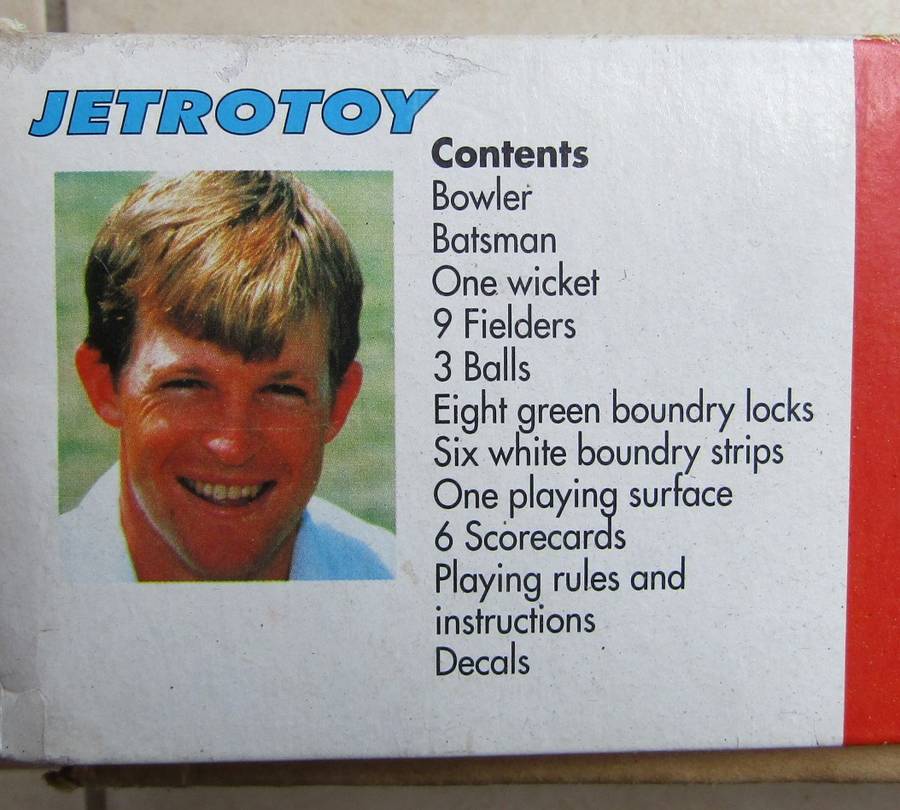 JETROTOY
Contents
Bowler
Batsman
One wicket
9 Fielders
3 Balls
Eight green boundry locks
Six white boundry strips
One playing surface
6 Scorecards
Playing rules and
instructions
Decals